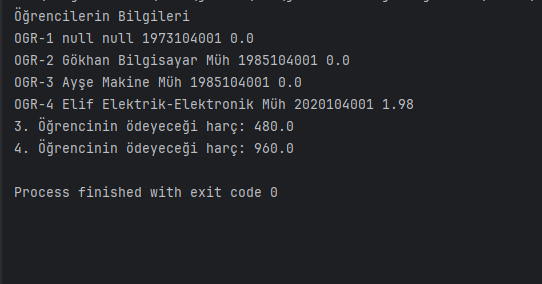 Öğrencilerin Bilgileri
OGR-1 null null 1973104001 0.0
OGR-2 Gökhan Bilgisayar Müh 1985104001 0.0
OGR-3 Ayşe Makine Müh 1985104001 0.0
OGR-4 Elif Elektrik-Elektronik Müh 2020104001 1.98
3. Öğrencinin ödeyeceği harç: 480.0
4. Öğrencinin ödeyeceği harç: 960.0
Process finished with exit code 0